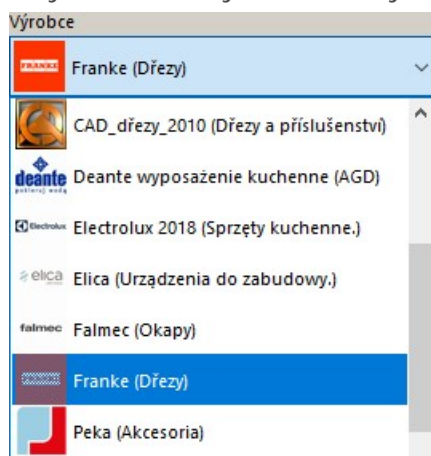 Výrobce
FRANKE Franke (Dřezy)
CAD_dřezy_2010 (Dřezy a příslušenství)
deante Deante wyposażenie kuchenne (AGD)
Electrolux Electrolux 2018 (Sprzęty kuchenne.)
elica Elica (Urządzenia do zabudowy.)
falmec Falmec (Okapy)
Franke (Dřezy)
Peka (Akcesoria)